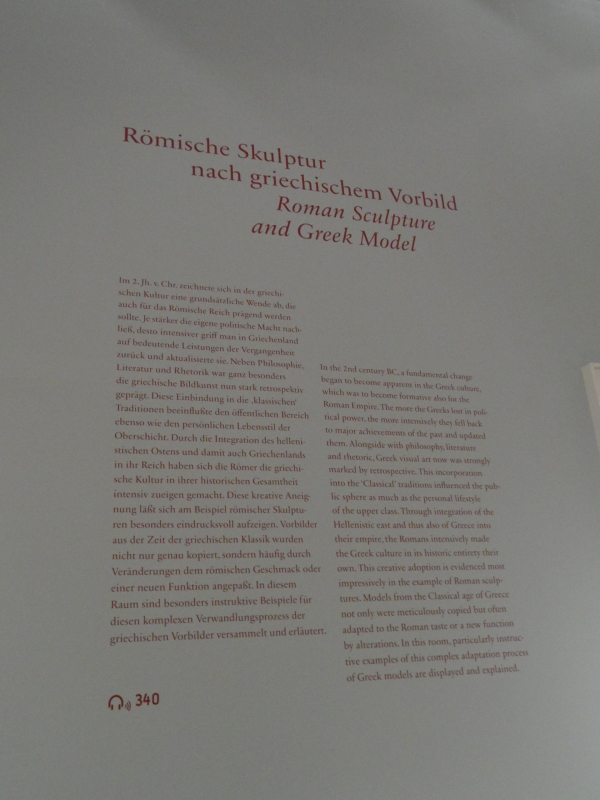 Römische Skulptur
nach griechischem Vorbild
Roman Sculpture
and Greek Model
Im 2. Jh. v. Chr. zeichnete sich in der griechi-
schen Kultur eine grundsätzliche Wende ab, die
auch für das Römische Reich prägend werden
sollte. Je stärker die eigene politische Macht nach-
ließ, desto intensiver griff man in Griechenland
auf bedeutende Leistungen der Vergangenheit
zurück und aktualisierte sie. Neben Philosophie,
Literatur und Rhetorik war ganz besonders
die griechische Bildkunst nun stark retrospektiv
geprägt. Diese Einbindung in die ‚klassischen'
Traditionen beeinflußte den öffentlichen Bereich
ebenso wie den persönlichen Lebensstil der
Oberschicht. Durch die Integration des helleni-
stischen Ostens und damit auch Griechenlands
in ihr Reich haben sich die Römer die griechi-
sche Kultur in ihrer historischen Gesamtheit
intensiv zueigen gemacht. Diese kreative Aneig-
nung läßt sich am Beispiel römischer Skulptu-
ren besonders eindrucksvoll aufzeigen. Vorbilder
aus der Zeit der griechischen Klassik wurden
nicht nur genau kopiert, sondern häufig durch
Veränderungen dem römischen Geschmack oder
einer neuen Funktion angepaßt. In diesem
Raum sind besonders instruktive Beispiele für
diesen komplexen Verwandlungsprozess der
griechischen Vorbilder versammelt und erläutert.
In the 2nd century BC, a fundamental change
began to become apparent in the Greek culture,
which was to become formative also for the
Roman Empire. The more the Greeks lost in poli-
tical power, the more intensively they fell back
to major achievements of the past and updated
them. Alongside with philosophy, literature
and rhetoric, Greek visual art now was strongly
marked by retrospective. This incorporation
into the 'Classical' traditions influenced the pub-
lic sphere as much as the personal lifestyle
of the upper class. Through integration of the
Hellenistic east and thus also of Greece into
their empire, the Romans intensively made
the Greek culture in its historic entirety their
own. This creative adoption is evidenced most
impressively in the example of Roman sculp-
tures. Models from the Classical age of Greece
not only were meticulously copied but often
adapted to the Roman taste or a new function
by alterations. In this room, particularly instruc-
tive examples of this complex adaptation process
of Greek models are displayed and explained.
340